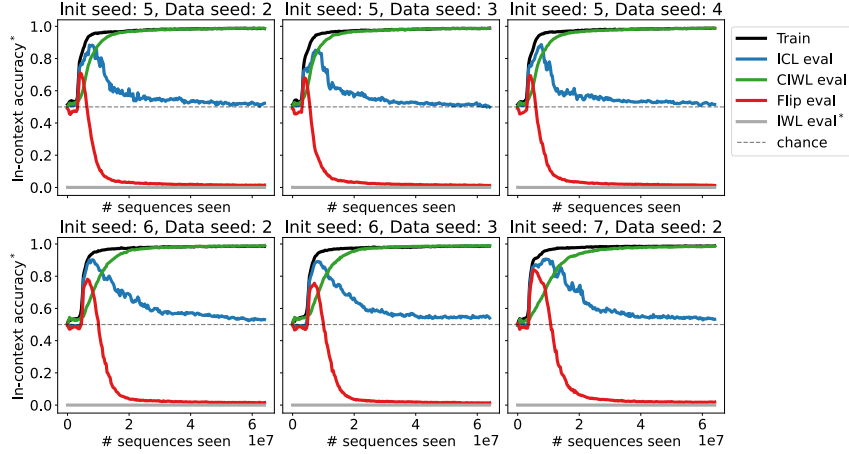 Init seed: 5, Data seed: 2
Init seed: 5, Data seed: 3
Init seed: 5, Data seed: 4
In-context accuracy*
1.0
0.8
0.6
0.4
0.2
0.0
# sequences seen
# sequences seen
# sequences seen
Train
ICL eval
CIWL eval
Flip eval
IWL eval*
chance
Init seed: 6, Data seed: 2
Init seed: 6, Data seed: 3
Init seed: 7, Data seed: 2
In-context accuracy*
1.0
0.8
0.6
0.4
0.2
0.0
0 2 4 6
# sequences seen 1e7
0 2 4 6
# sequences seen 1e7
0 2 4 6
# sequences seen 1e7